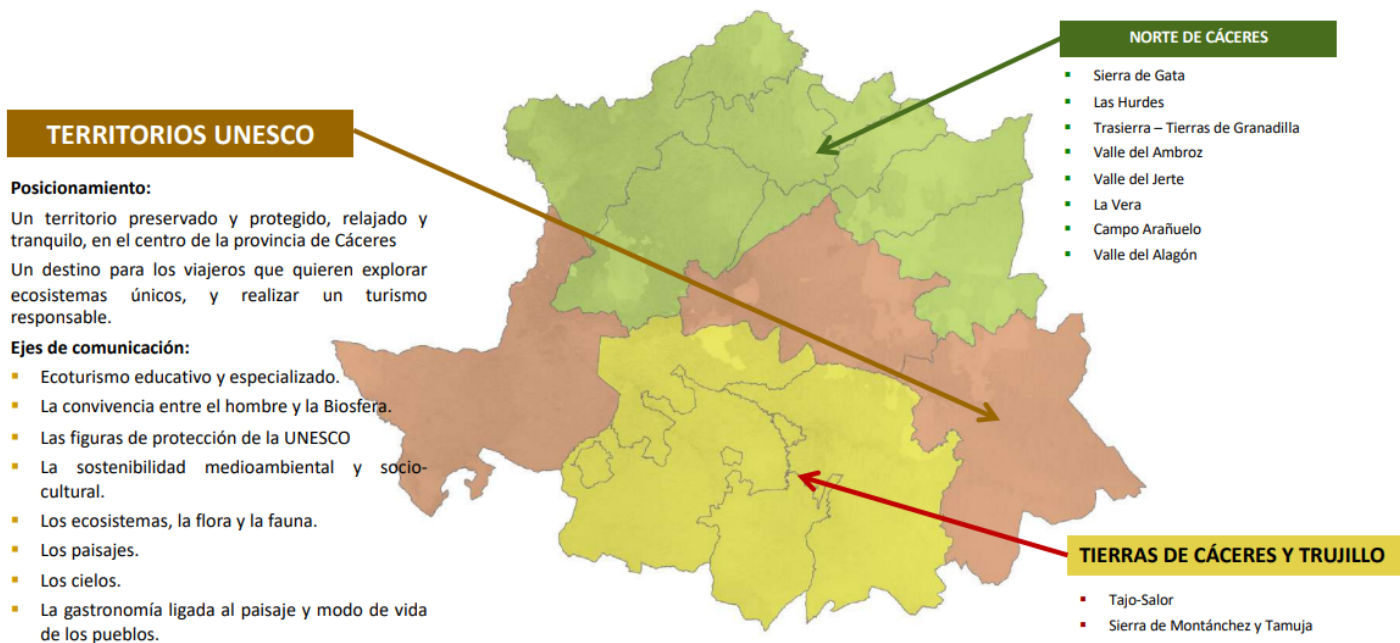 TERRITORIOS UNESCO
Posicionamiento:
Un territorio preservado y protegido, relajado y
tranquilo, en el centro de la provincia de Cáceres
Un destino para los viajeros que quieren explorar
ecosistemas únicos, y realizar un turismo
responsable.
Ejes de comunicación:
▪ Ecoturismo educativo y especializado.
▪ La convivencia entre el hombre y la Biosfera.
▪ Las figuras de protección de la UNESCO
▪ La sostenibilidad medioambiental y socio-
cultural.
▪ Los ecosistemas, la flora y la fauna.
▪ Los paisajes.
▪ Los cielos.
▪ La gastronomía ligada al paisaje y modo de vida
de los pueblos.
NORTE DE CÁCERES
▪ Sierra de Gata
▪ Las Hurdes
▪ Trasierra – Tierras de Granadilla
▪ Valle del Ambroz
▪ Valle del Jerte
▪ La Vera
▪ Campo Arañuelo
▪ Valle del Alagón
TIERRAS DE CÁCERES Y TRUJILLO
▪ Tajo-Salor
▪ Sierra de Montánchez y Tamuja